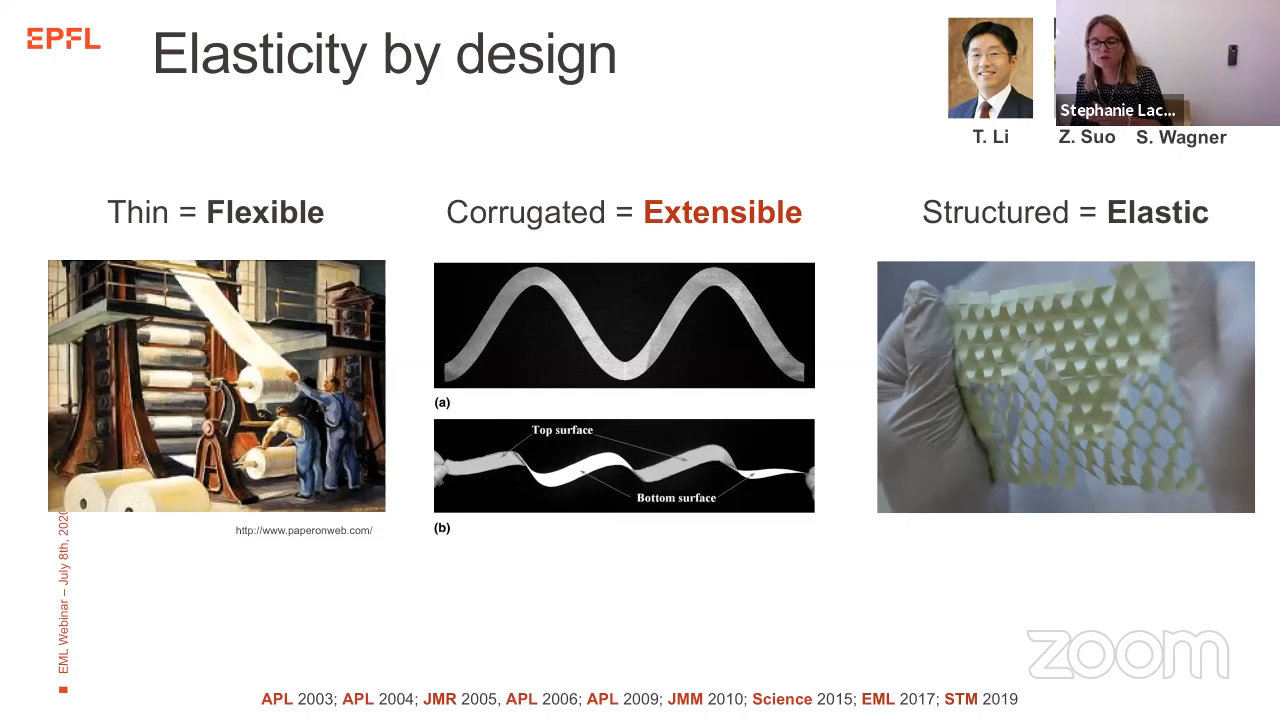 EPFL
Elasticity by design
Stephanie Lac...
T. Li
Z. Suo
S. Wagner
Thin = Flexible
Corrugated = Extensible
Structured = Elastic
(a)
Top surface
Bottom surface
(b)
http://www.paperonweb.com/
EML Webinar – July 8th, 2020
zoom
APL 2003; APL 2004; JMR 2005, APL 2006; APL 2009; JMM 2010; Science 2015; EML 2017; STM 2019